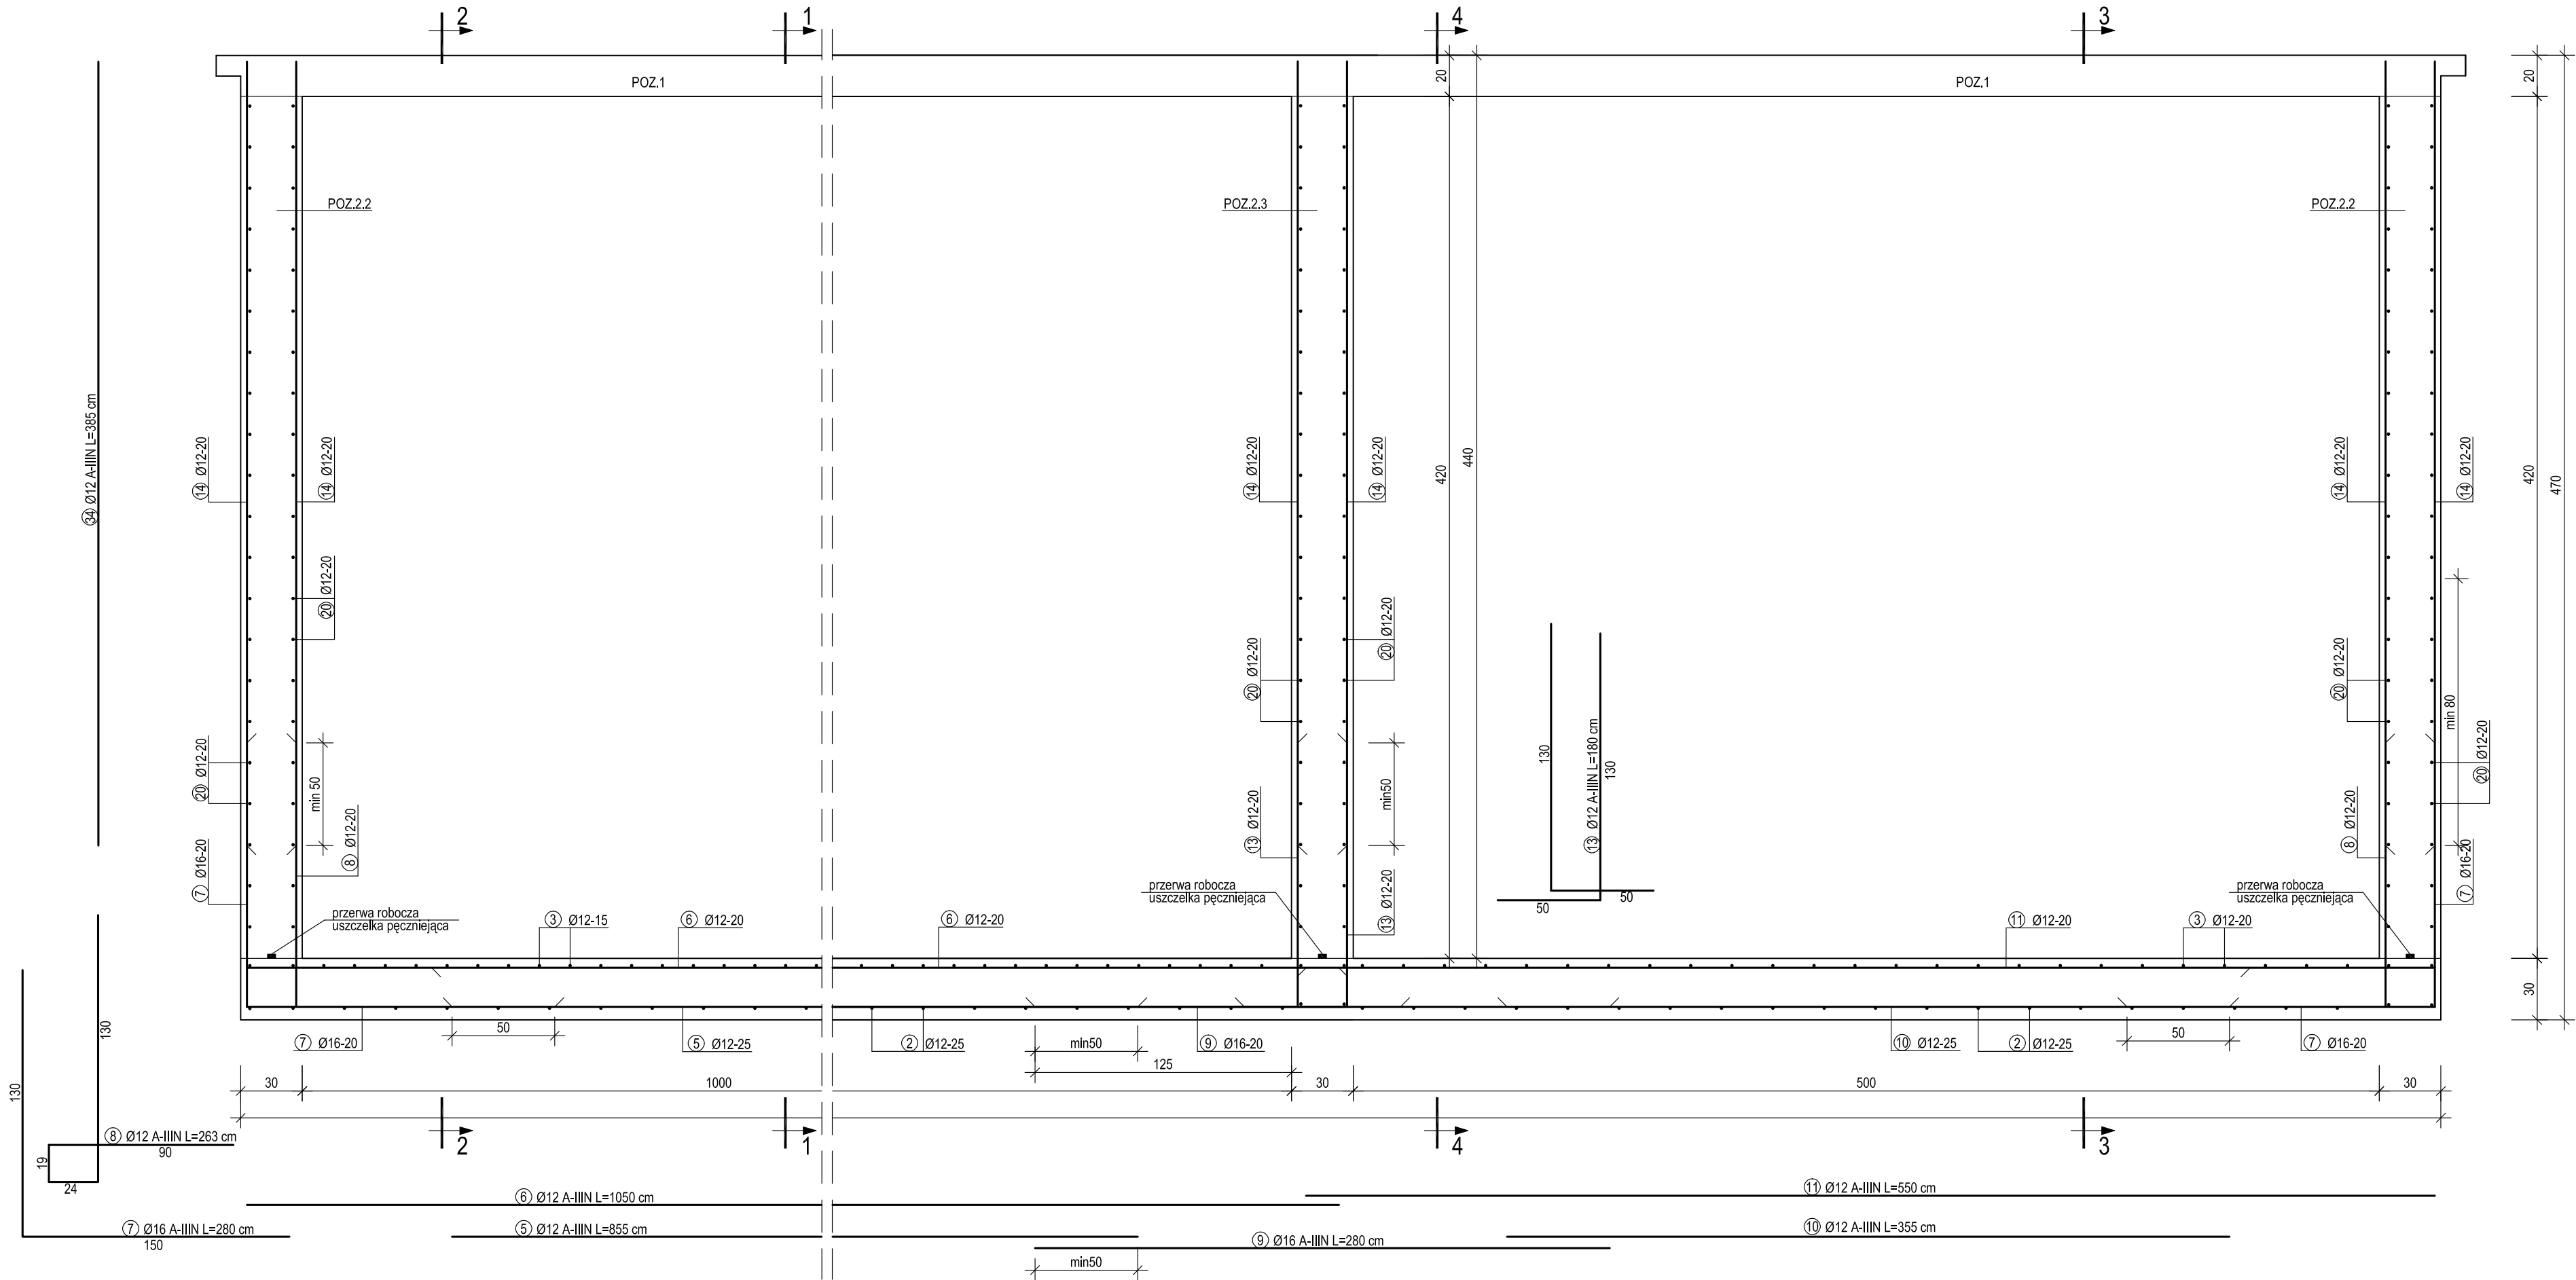 2
1
4
3
POZ.1
POZ.1
20
20
POZ.2.2
POZ.2.3
POZ.2.2
34 Ø12 A-IIIN L=385 cm
14 Ø12-20
14 Ø12-20
14 Ø12-20
14 Ø12-20
420
440
14 Ø12-20
14 Ø12-20
420
470
20 Ø12-20
20 Ø12-20
20 Ø12-20
20 Ø12-20
min 80
20 Ø12-20
min 50
min50
130
13 Ø12 A-IIIN L=180 cm
130
50
50
20 Ø12-20
7 Ø16-20
8 Ø12-20
13 Ø12-20
13 Ø12-20
8 Ø12-20
7 Ø16-20
przerwa robocza
uszczelka pęczniejąca
przerwa robocza
uszczelka pęczniejąca
przerwa robocza
uszczelka pęczniejąca
3 Ø12-15
6 Ø12-20
6 Ø12-20
11 Ø12-20
3 Ø12-20
30
7 Ø16-20
50
5 Ø12-25
2 Ø12-25
min50
9 Ø16-20
10 Ø12-25
2 Ø12-25
50
7 Ø16-20
125
30
1000
30
500
30
130
130
2
1
4
3
8 Ø12 A-IIIN L=263 cm
90
19
24
6 Ø12 A-IIIN L=1050 cm
11 Ø12 A-IIIN L=550 cm
7 Ø16 A-IIIN L=280 cm
150
5 Ø12 A-IIIN L=855 cm
9 Ø16 A-IIIN L=280 cm
10 Ø12 A-IIIN L=355 cm
min50